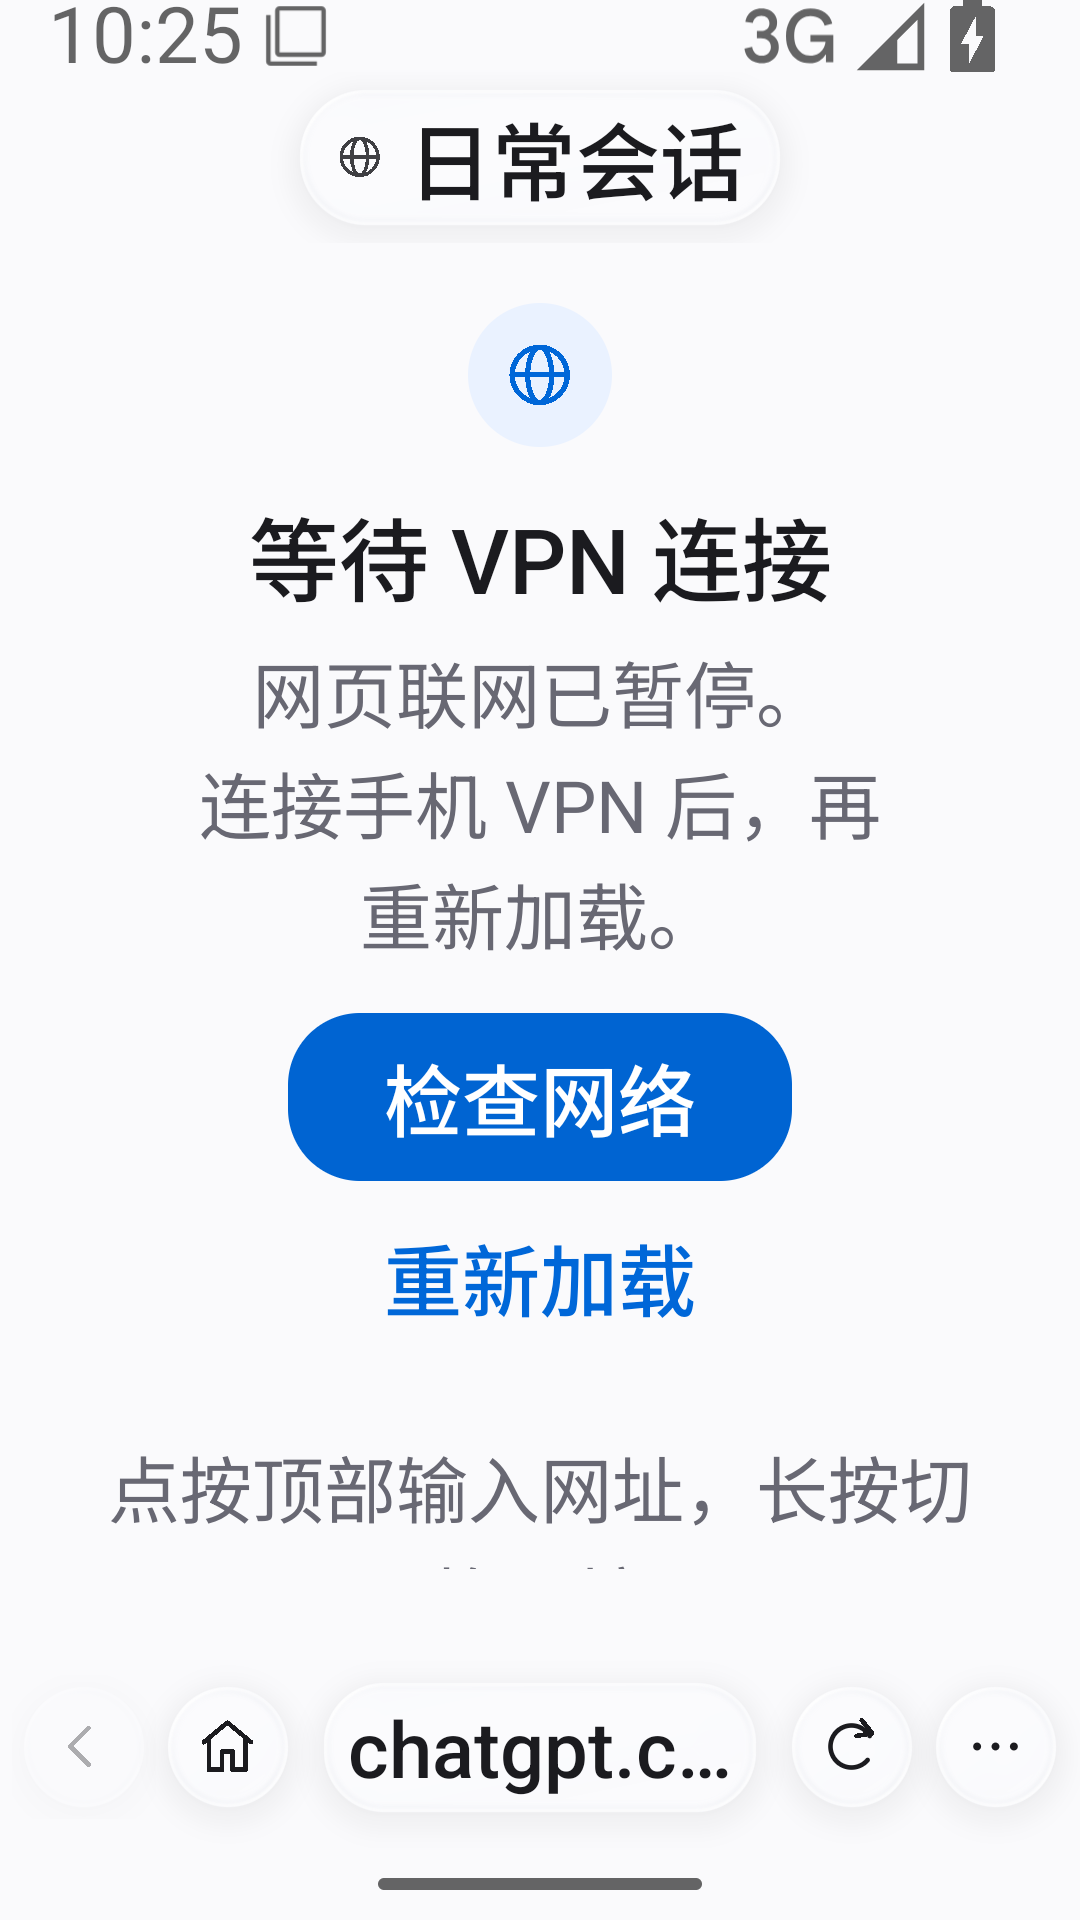 10:25
3G
日常会话
等待 VPN 连接
网页联网已暂停。
连接手机 VPN 后，再
重新加载。
检查网络
重新加载
点按顶部输入网址，长按切
chatgpt.c...